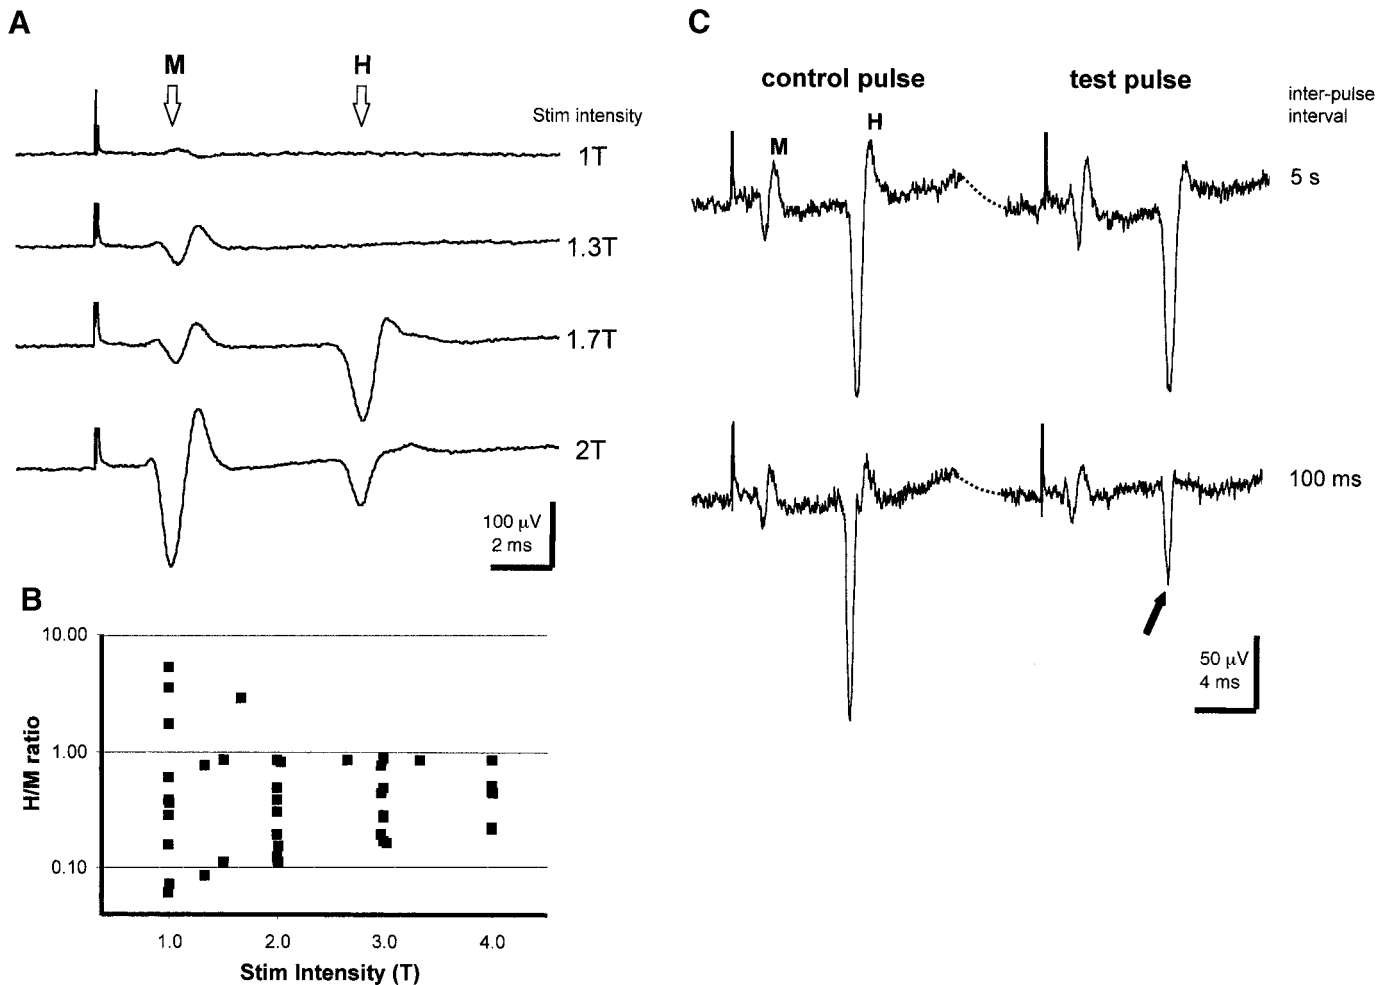 A
M H
Stim intensity
1T
1.3T
1.7T
2T
100 μV
2 ms
B
10.00
1.00
0.10
H/M ratio
1.0 2.0 3.0 4.0
Stim Intensity (T)
C
control pulse test pulse
inter-pulse
interval
M H
5 s
100 ms
50 μV
4 ms